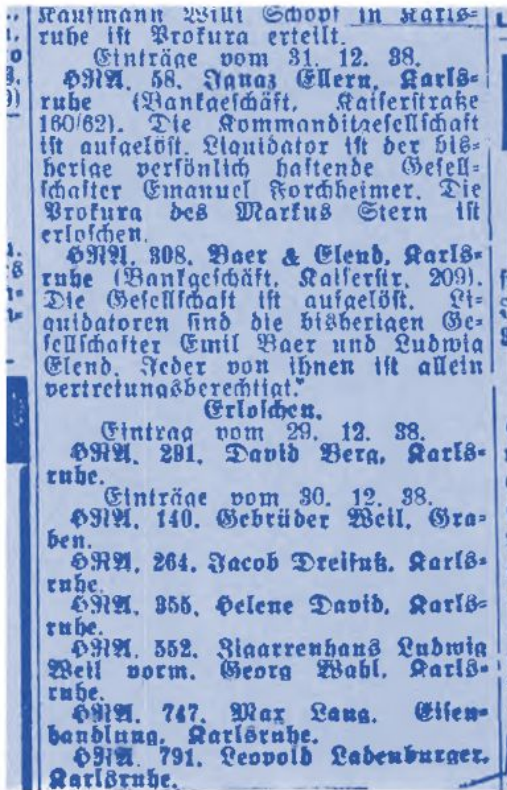 Kaufmann Willi Schopf in Karls-
ruhe ist Prokura erteilt.
Einträge vom 31. 12. 38.
HRA. 58. Ignaz Ellern, Karls-
ruhe (Bankgeschäft, Kaiserstraße
160/62). Die Kommanditgesellschaft
ist aufgelöst. Liquidator ist der bis-
herige persönlich haftende Gesell-
schafter Emanuel Forchheimer. Die
Prokura des Markus Stern ist
erloschen.
HRA. 308. Baer & Elend, Karls-
ruhe (Bankgeschäft, Kaiserstr. 209).
Die Gesellschaft ist aufgelöst. Li-
quidatoren sind die bisherigen Ge-
sellschafter Emil Baer und Ludwig
Elend. Jeder von ihnen ist allein
vertretungsberechtigt."
Erloschen.
Eintrag vom 29. 12. 38.
HRA. 291. David Berg, Karls-
ruhe.
Einträge vom 30. 12. 38.
HRA. 140. Gebrüder Weil, Gra-
ben.
HRA. 264. Jacob Dreifuß, Karls-
ruhe.
HRA. 355. Helene David, Karls-
ruhe.
HRA. 552. Zigarrenhaus Ludwig
Weil vorm. Georg Wahl, Karls-
ruhe.
HRA. 747. Max Lang, Eisen-
handlung, Karlsruhe.
HRA. 791. Leopold Ladenburger,
Karlsruhe.